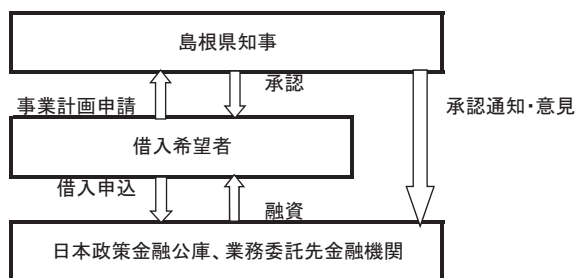 島根県知事
承認
事業計画申請
承認通知・意見
借入希望者
借入申込
融資
日本政策金融公庫、業務委託先金融機関